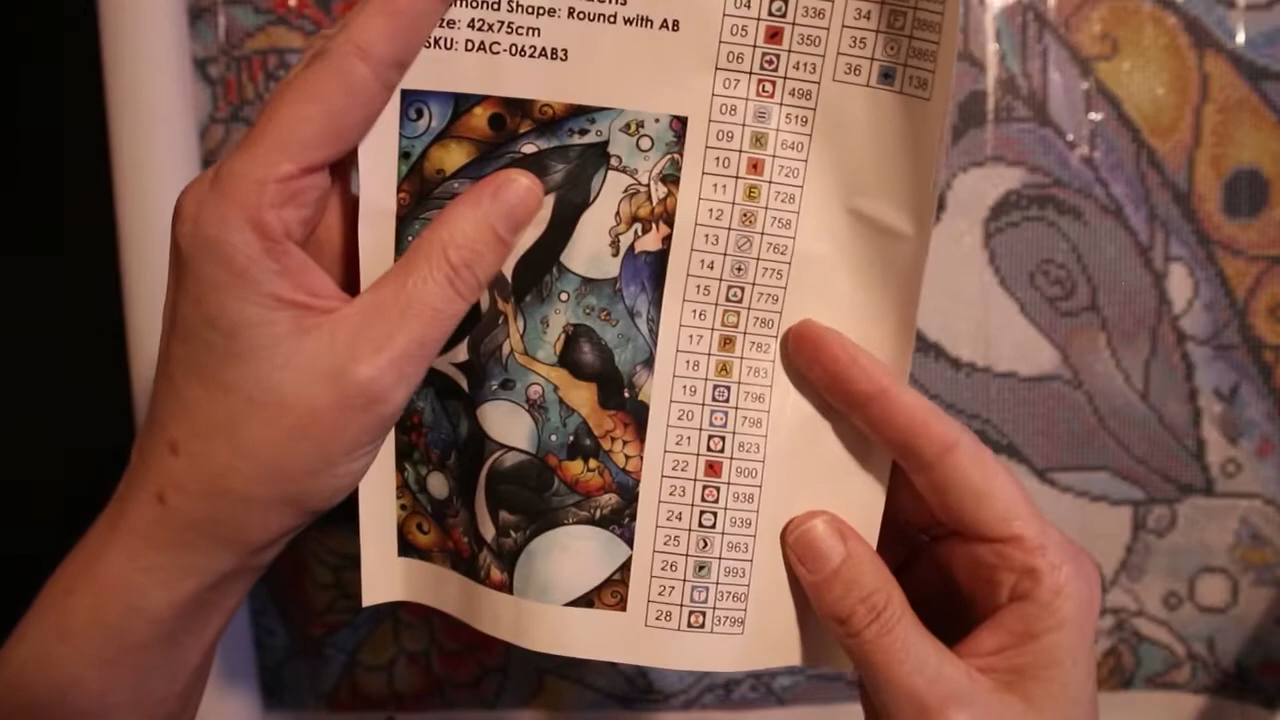 Shape: Round with AB
ze: 42x75cm
SKU: DAC-062AB3
04 336
05 350
06 413
07 L 498
08 519
09 K 640
10 720
11 E 728
12 758
13 762
14 775
15 779
16 C 780
17 P 782
18 A 783
19 796
20 798
21 Y 823
22 900
23 938
24 939
25 963
26 993
27 T 3760
28 3799
34 F 3860
35 3865
36 138